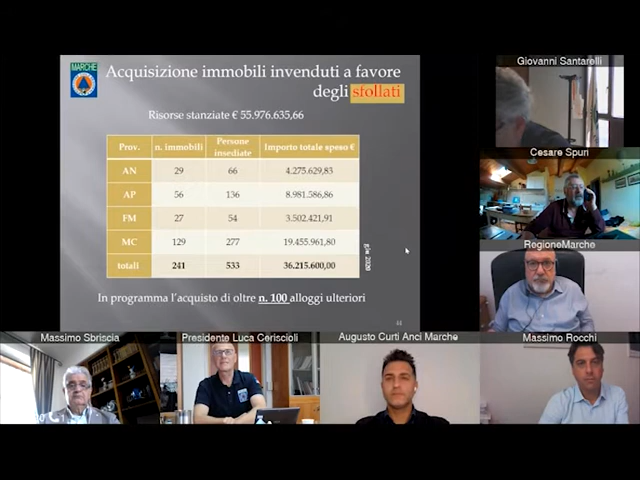 MARCHE
Acquisizione immobili invenduti a favore
degli sfollati
Risorse stanziate € 55.976.635,66
Prov. n. immobili Persone insediate Importo totale speso €
AN 29 66 4.275.629,83
AP 56 136 8.981.586,86
FM 27 54 3.502.421,91
MC 129 277 19.455.961,80
totali 241 533 36.215.600,00
In programma l'acquisto di oltre n. 100 alloggi ulteriori
Giovanni Santarelli
Cesare Spuri
RegioneMarche
Massimo Sbriscia
Presidente Luca Ceriscioli
Augusto Curti Anci Marche
Massimo Rocchi